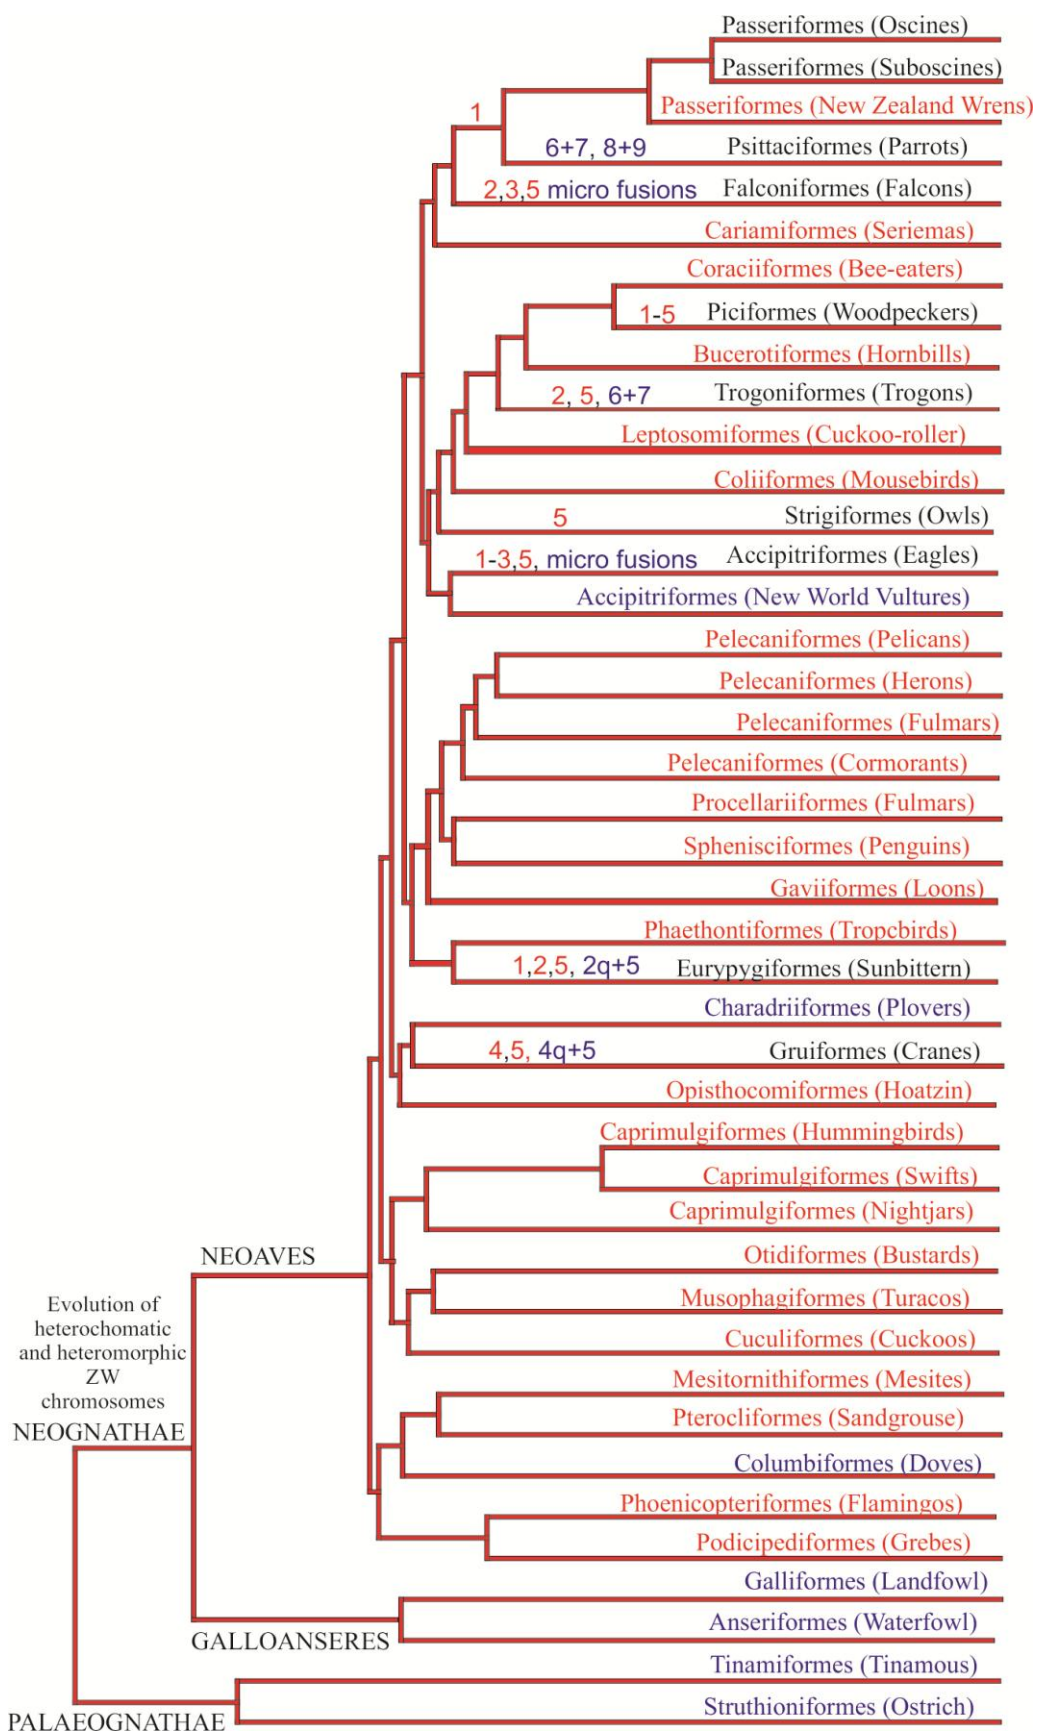 Passeriformes (Oscines)
Passeriformes (Suboscines)
Passeriformes (New Zealand Wrens)
1
6+7, 8+9 Psittaciformes (Parrots)
2,3,5 micro fusions Falconiformes (Falcons)
Cariamiformes (Seriemas)
Coraciiformes (Bee-eaters)
1-5 Piciformes (Woodpeckers)
Bucerotiformes (Hornbills)
2, 5, 6+7 Trogoniformes (Trogons)
Leptosomiformes (Cuckoo-roller)
Coliiformes (Mousebirds)
5 Strigiformes (Owls)
1-3,5, micro fusions Accipitriformes (Eagles)
Accipitriformes (New World Vultures)
Pelecaniformes (Pelicans)
Pelecaniformes (Herons)
Pelecaniformes (Fulmars)
Pelecaniformes (Cormorants)
Procellariiformes (Fulmars)
Sphenisciformes (Penguins)
Gaviiformes (Loons)
Phaethontiformes (Tropcbirds)
1,2,5, 2q+5 Eurypygiformes (Sunbittern)
Charadriiformes (Plovers)
4,5, 4q+5 Gruiformes (Cranes)
Opisthocomiformes (Hoatzin)
Caprimulgiformes (Hummingbirds)
Caprimulgiformes (Swifts)
Caprimulgiformes (Nightjars)
NEOAVES
Otidiformes (Bustards)
Musophagiformes (Turacos)
Cuculiformes (Cuckoos)
Evolution of
heterochomatic
and heteromorphic
ZW
chromosomes
NEOGNATHAE
Mesitornithiformes (Mesites)
Pterocliformes (Sandgrouse)
Columbiformes (Doves)
Phoenicopteriformes (Flamingos)
Podicipediformes (Grebes)
Galliformes (Landfowl)
Anseriformes (Waterfowl)
GALLOANSERES
Tinamiformes (Tinamous)
Struthioniformes (Ostrich)
PALAEOGNATHAE